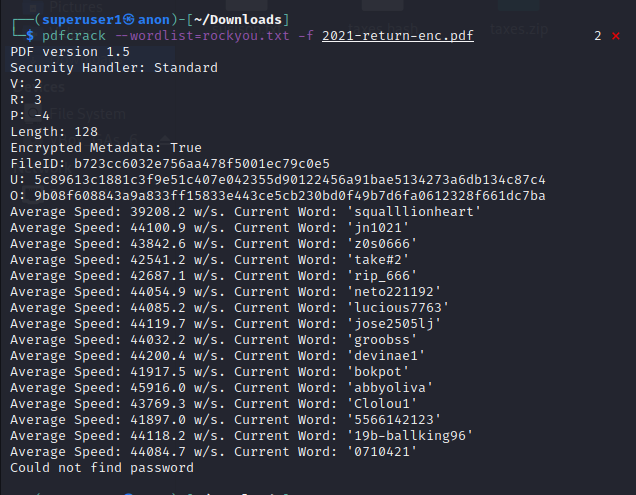 Pictures
taxes.zip
┌──(superuser1㉿anon)-[~/Downloads]
└─$ pdfcrack --wordlist=rockyou.txt -f 2021-return-enc.pdf 2 ✕
PDF version 1.5
Security Handler: Standard
V: 2
R: 3
P: -4
File System
Length: 128
Encrypted Metadata: True
FileID: b723cc6032e756aa478f5001ec79c0e5
U: 5c89613c1881c3f9e51c407e042355d90122456a91bae5134273a6db134c87c4
O: 9b08f608843a9a833ff15833e443ce5cb230bd0f49b7d6fa0612328f661dc7ba
Average Speed: 39208.2 w/s. Current Word: 'squalllionheart'
Average Speed: 44100.9 w/s. Current Word: 'jn1021'
Average Speed: 43842.6 w/s. Current Word: 'z0s0666'
Average Speed: 42541.2 w/s. Current Word: 'take#2'
Average Speed: 42687.1 w/s. Current Word: 'rip_666'
Average Speed: 44054.9 w/s. Current Word: 'neto221192'
Average Speed: 44085.2 w/s. Current Word: 'lucious7763'
Average Speed: 44119.7 w/s. Current Word: 'jose2505lj'
Average Speed: 44032.2 w/s. Current Word: 'groobss'
Average Speed: 44200.4 w/s. Current Word: 'devinae1'
Average Speed: 41917.5 w/s. Current Word: 'bokpot'
Average Speed: 45916.0 w/s. Current Word: 'abbyoliva'
Average Speed: 43769.3 w/s. Current Word: 'Clolou1'
Average Speed: 41897.0 w/s. Current Word: '5566142123'
Average Speed: 44118.2 w/s. Current Word: '19b-ballking96'
Average Speed: 44084.7 w/s. Current Word: '0710421'
Could not find password